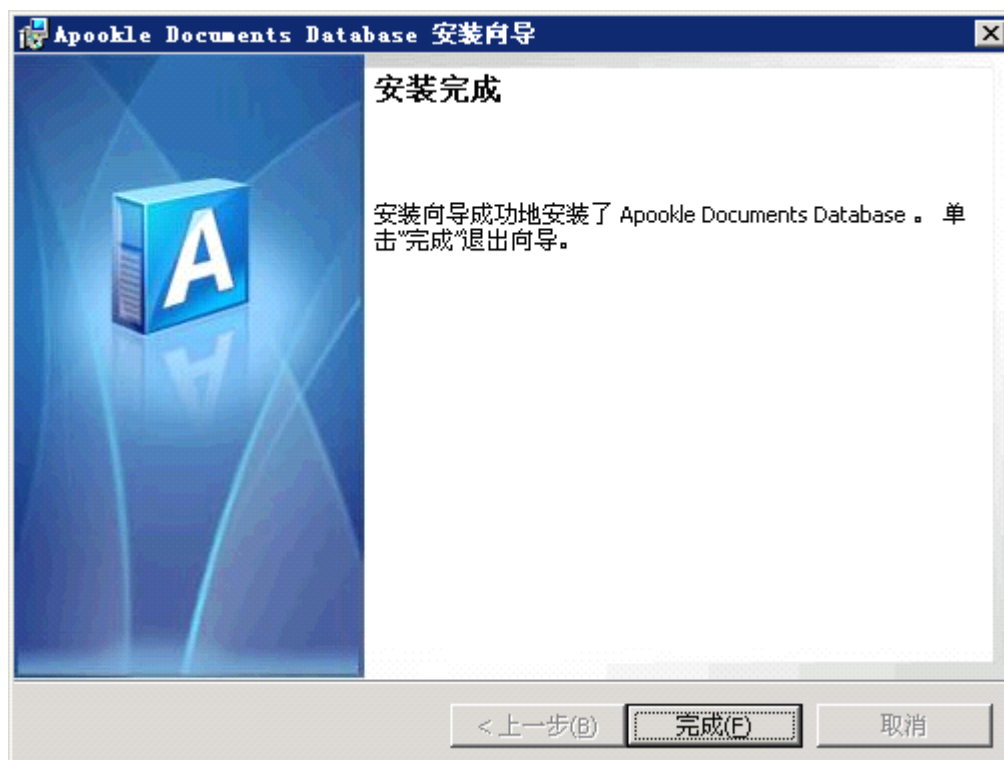 Apookle Documents Database 安装向导
安装完成
安装向导成功地安装了 Apookle Documents Database 。 单
击"完成"退出向导。
A
< 上一步(B)
完成(F)
取消